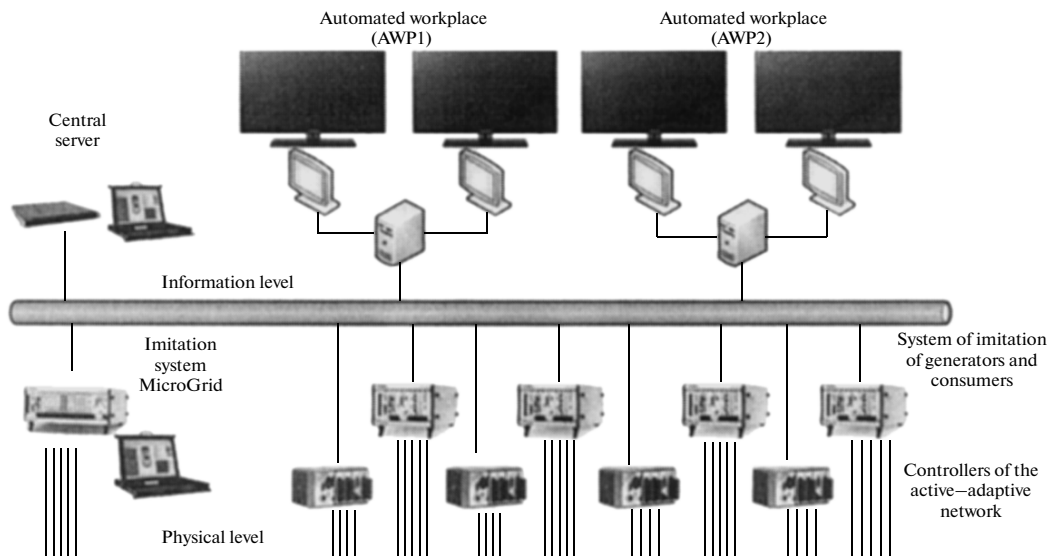 Automated workplace
(AWP1)
Automated workplace
(AWP2)
Central
server
Information level
Imitation
system
MicroGrid
System of imitation
of generators and
consumers
Controllers of the
active–adaptive
network
Physical level